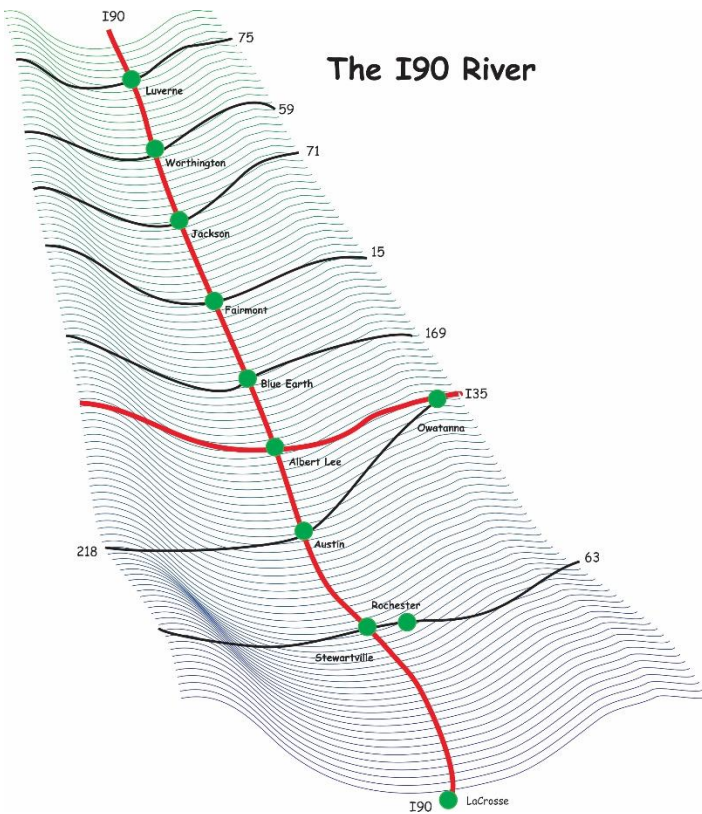 I90
75
The I90 River
Luverne
59
Worthington
71
Jackson
15
Fairmont
169
Blue Earth
I35
Owatanna
Albert Lee
218
Austin
63
Rochester
Stewartville
I90
LaCrosse